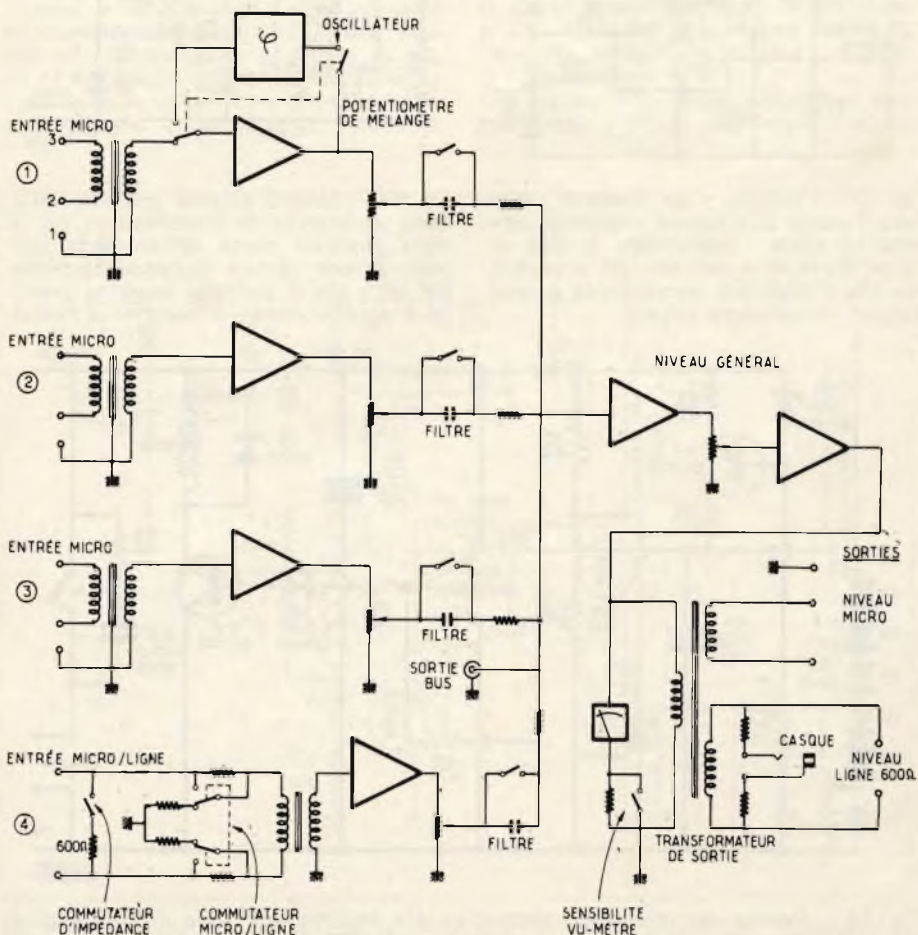 OSCILLATEUR
φ
POTENTIOMETRE
DE MELANGE
ENTRÉE MICRO
3
①
2
1
FILTRE
ENTRÉE MICRO
②
FILTRE
NIVEAU GÉNÉRAL
ENTRÉE MICRO
③
FILTRE
SORTIE
BUS
SORTIES
NIVEAU
MICRO
ENTRÉE MICRO/LIGNE
④
600Ω
FILTRE
CASQUE
NIVEAU
LIGNE 600Ω
TRANSFORMATEUR
DE SORTIE
COMMUTATEUR
D'IMPÉDANCE
COMMUTATEUR
MICRO/LIGNE
SENSIBILITE
VU-METRE